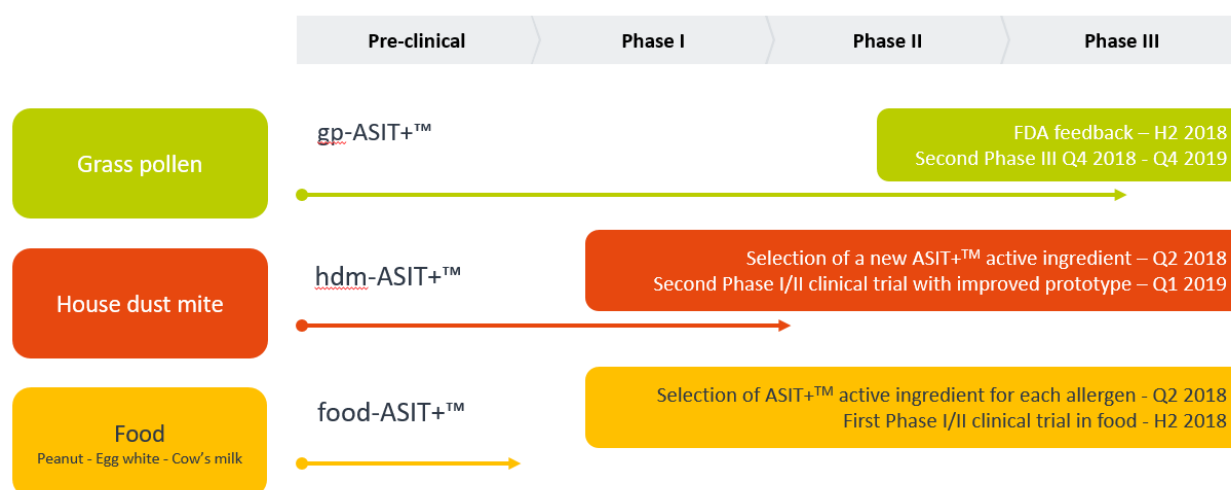 Pre-clinical
Phase I
Phase II
Phase III
Grass pollen
gp-ASIT+™
FDA feedback – H2 2018
Second Phase III Q4 2018 - Q4 2019
House dust mite
hdm-ASIT+™
Selection of a new ASIT+™ active ingredient – Q2 2018
Second Phase I/II clinical trial with improved prototype – Q1 2019
Food
Peanut - Egg white - Cow's milk
food-ASIT+™
Selection of ASIT+™ active ingredient for each allergen - Q2 2018
First Phase I/II clinical trial in food - H2 2018